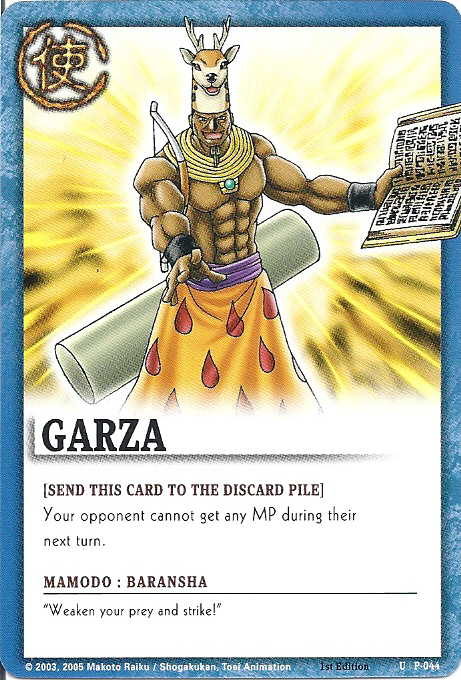 使
GARZA
[SEND THIS CARD TO THE DISCARD PILE]
Your opponent cannot get any MP during their
next turn.
MAMODO : BARANSHA
“Weaken your prey and strike!”
© 2003, 2005 Makoto Raiku / Shogakukan, Toei Animation 1st Edition U P-044